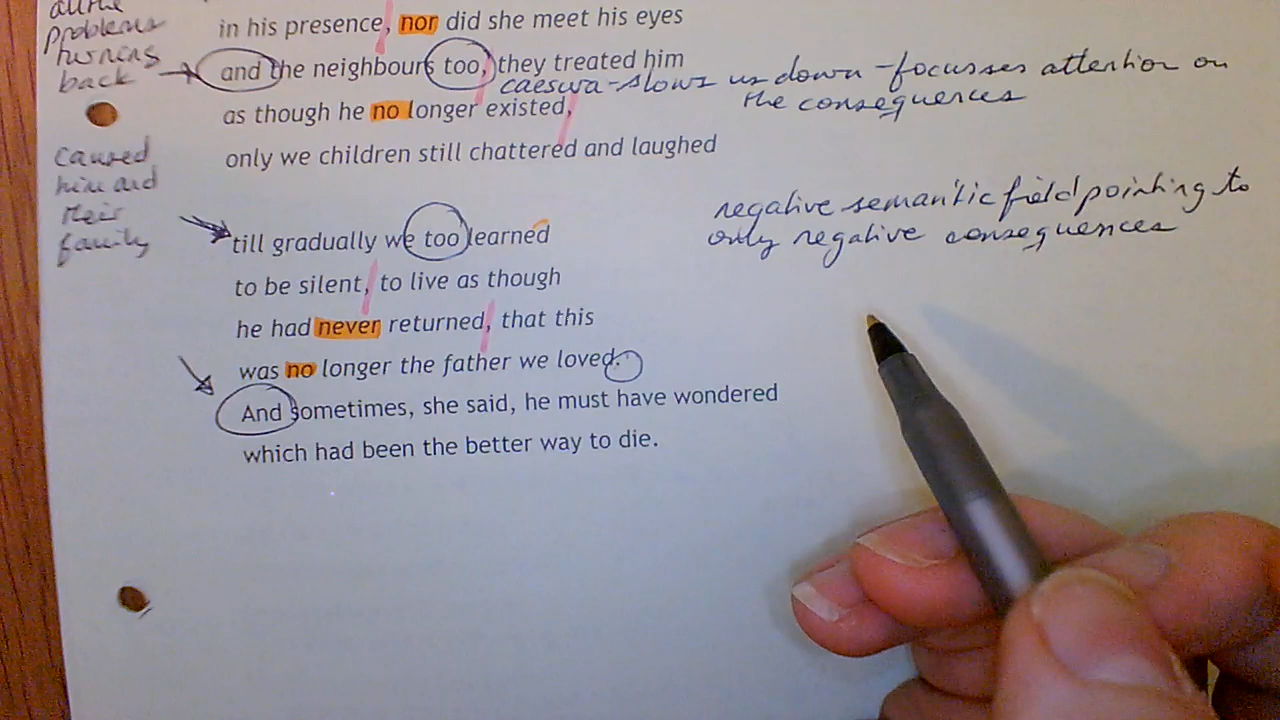 all the
problems
turning
back
caused
him and
their
family
in his presence, nor did she meet his eyes
and the neighbours too, they treated him
caeswa - slows us down - focusses attention on
the consequences
as though he no longer existed,
only we children still chattered and laughed
negative semantic field pointing to
only negative consequences
till gradually we too learned
to be silent, to live as though
he had never returned, that this
was no longer the father we loved.
And sometimes, she said, he must have wondered
which had been the better way to die.